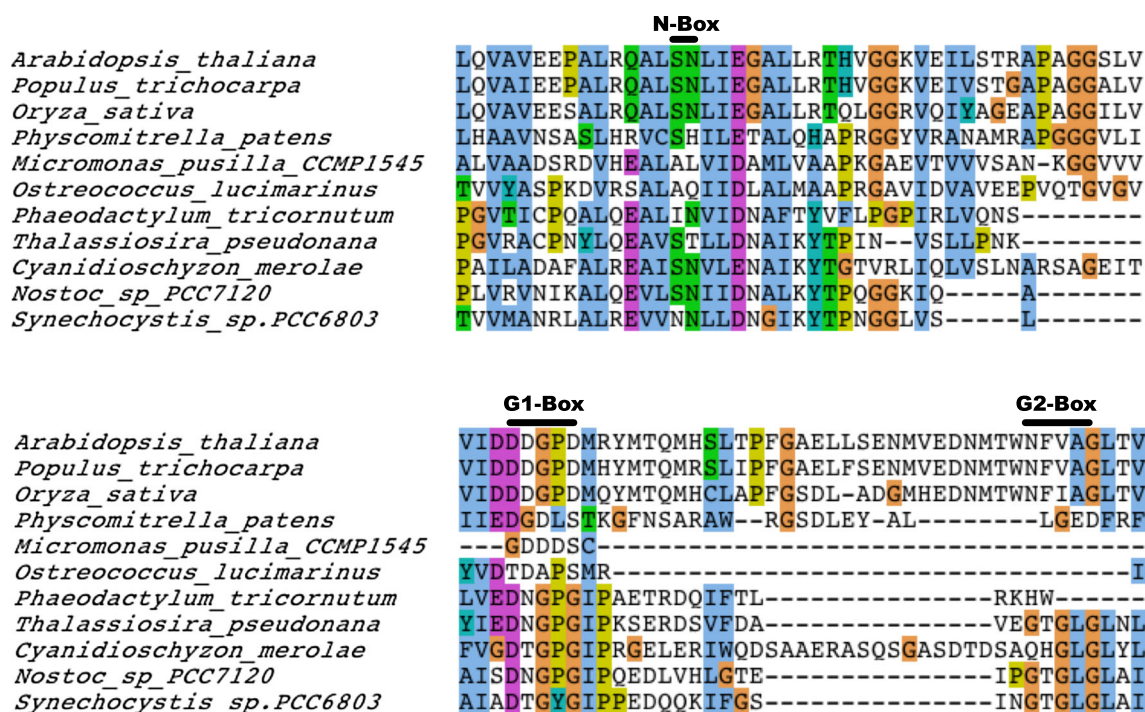 N-Box
Arabidopsis_thaliana LQVAVEEPALRQALSNLIEGALLRTHVGGKVEILSTRAPAGGSLV
Populus_trichocarpa LQVAIEEPALRQALSNLIEGALLRTHVGGKVEIVSTGAPAGGALV
Oryza_sativa LQVAVEESALRQALSNLIEGALLRTQLGGRVQIYAGEAPAGGILV
Physcomitrella_patens LHAAVNSASLHRVCSHILETALQHAPRGGYVRANAMRAPGGGVLI
Micromonas_pusilla_CCMP1545 ALVAADSRDVHEALALVIDAMLVAAPKGAEVTVVVSAN-KGGVVV
Ostreococcus_lucimarinus TVVYASPKDVRSALAQIIDLALMAAPRGAVIDVAVEEPVQTGVGV
Phaeodactylum_tricornutum PGVTICPQALQEALINVIDNAFTYVFLPGPIRLVQNS--------
Thalassiosira_pseudonana PGVRACPNYLQEAVSTLLDNAIKYTPIN--VSLLPNK--------
Cyanidioschyzon_merolae PAILADAFALREAISNVLENAIKYTGTVRLIQLVSLNARSAGEIT
Nostoc_sp_PCC7120 PLVRVNIKALQEVLSNIIDNALKYTPQGGKIQ-----A-------
Synechocystis_sp.PCC6803 TVVMANRLALREVVNNLLDNGIKYTPNGGLVS-----L-------
G1-Box G2-Box
Arabidopsis_thaliana VIDDDGPDMRYMTQMHSLTPFGAELLSENMVEDNMTWNFVAGLTV
Populus_trichocarpa VIDDDGPDMHYMTQMRSLIPFGAELFSENMVEDNMTWNFVAGLTV
Oryza_sativa VIDDDGPDMQYMTQMHCLAPFGSDL-ADGMHEDNMTWNFIAGLTV
Physcomitrella_patens IIEDGDLSTKGFNSARAW--RGSDLEY-AL--------LGEDFRF
Micromonas_pusilla_CCMP1545 ---GDDDSC------------------------------------
Ostreococcus_lucimarinus YVDTDAPSMR----------------------------------I
Phaeodactylum_tricornutum LVEDNGPGIPAETRDQIFTL---------------RKHW------
Thalassiosira_pseudonana YIEDNGPGIPKSERDSVFDA---------------VEGTGLGLNL
Cyanidioschyzon_merolae FVGDTGPGIPRGELERIWQDSAAERASQSGASDTDSAQHGLGLYL
Nostoc_sp_PCC7120 AISDNGPGIPQEDLVHLGTE---------------IPGTGLGLAI
Synechocystis_sp.PCC6803 AIADTGYGIPPEDQQKIFGS---------------INGTGLGLAI